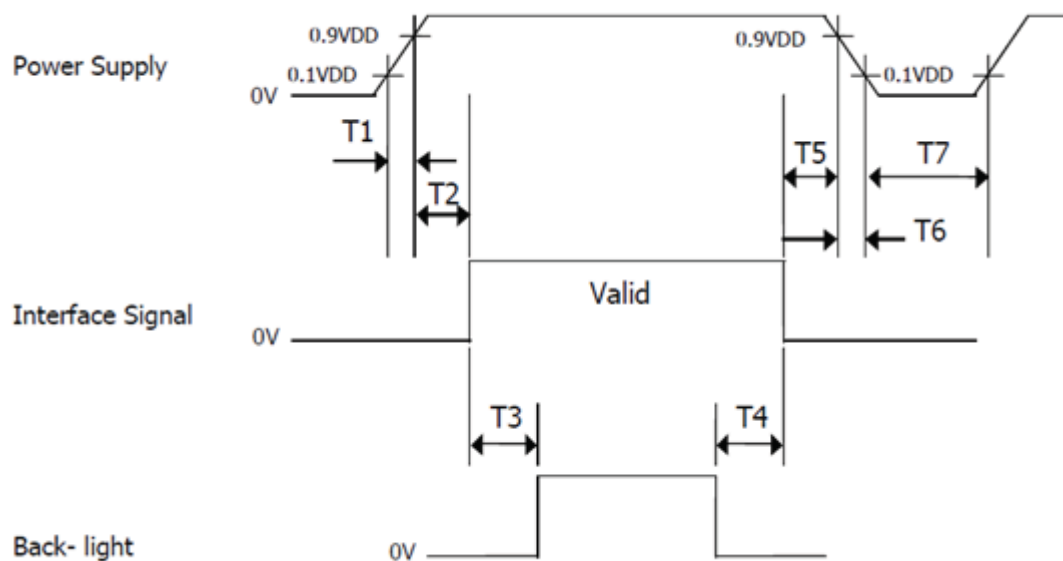 0.9VDD
0.9VDD
Power Supply
0.1VDD
0.1VDD
0V
T1
T5
T7
T2
T6
Valid
Interface Signal
0V
T3
T4
Back- light
0V